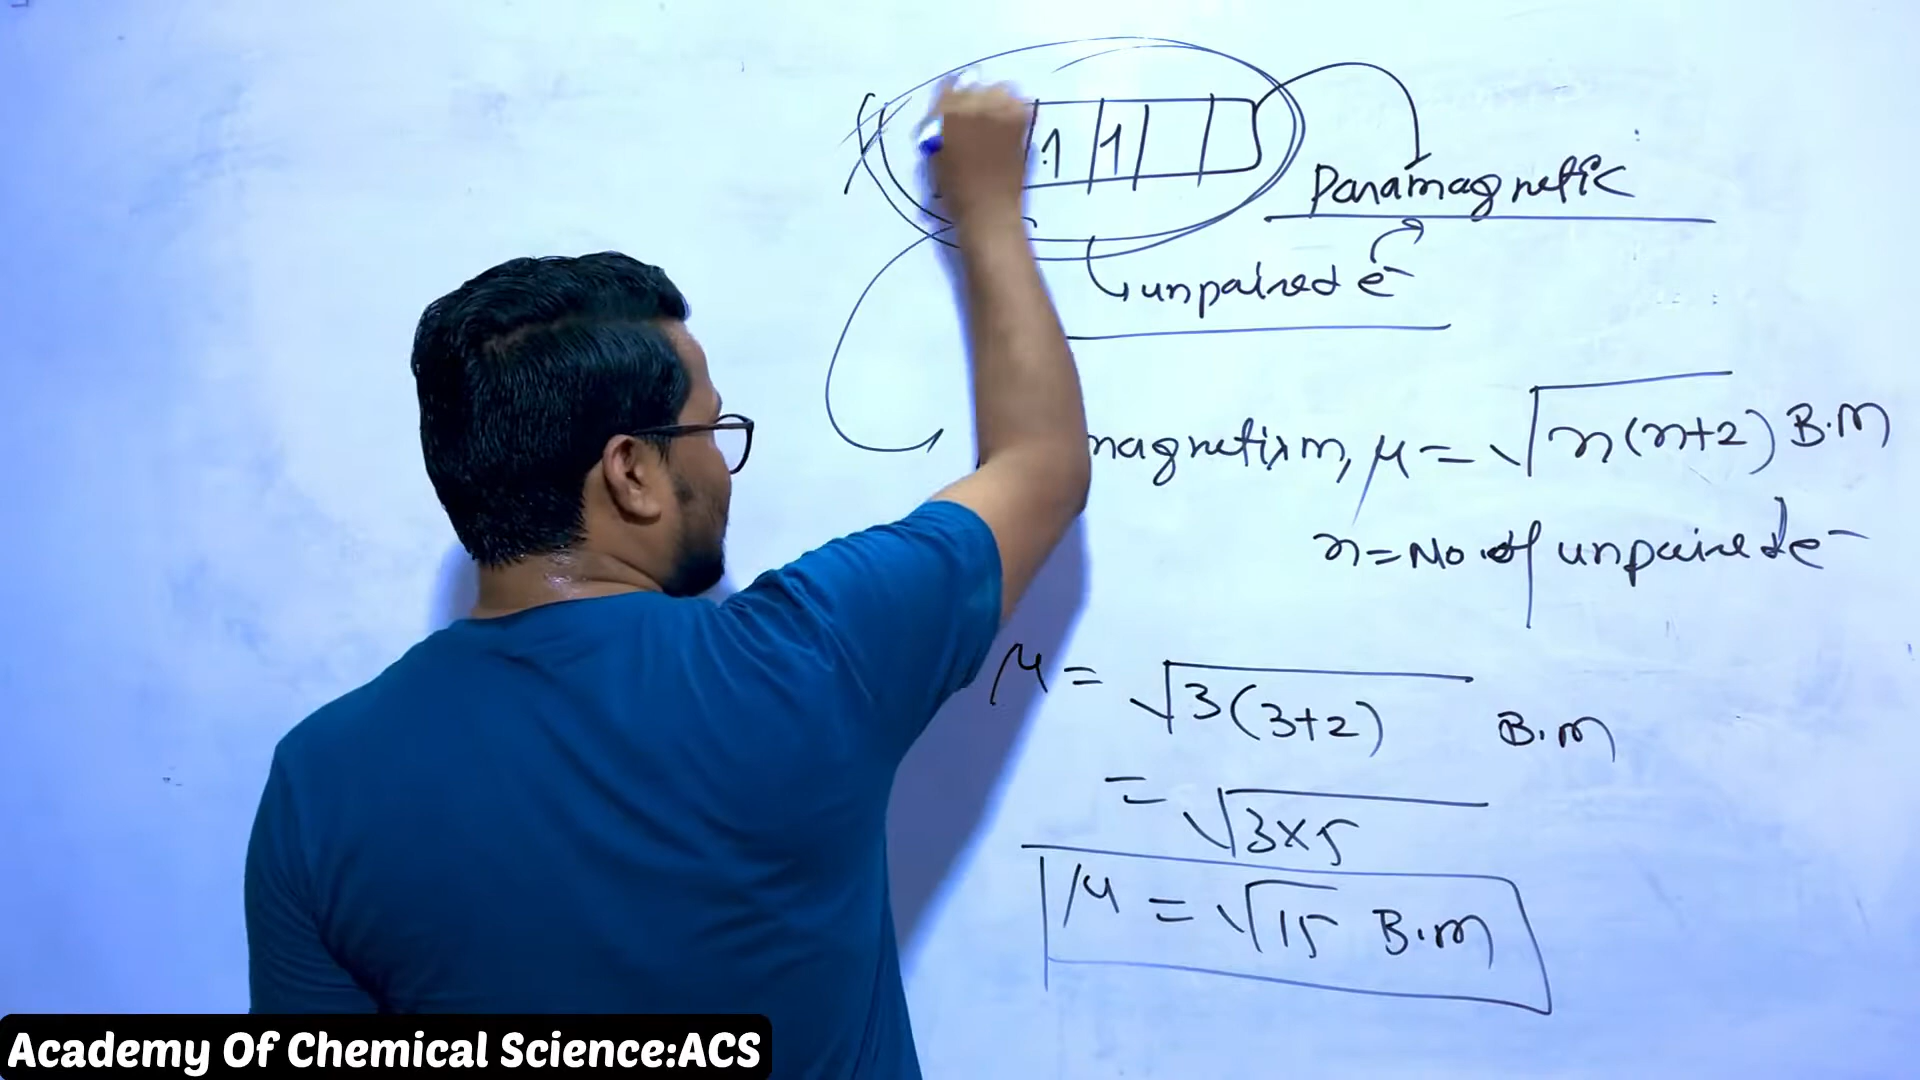 1 1
Paramagnetic
unpaired e-
magnetism, μ = √n(n+2) B.M
n = No. of unpaired e-
μ = √3(3+2) B.M
= √3×5
μ = √15 B.M
Academy Of Chemical Science:ACS